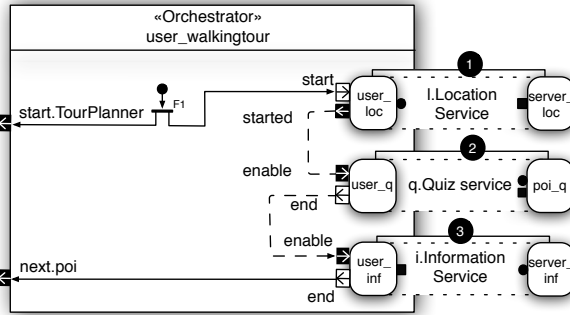 «Orchestrator»
user_walkingtour
1
start
F1
start.TourPlanner
user_
loc
l.Location
Service
server_
loc
started
2
enable
user_q
q.Quiz service
poi_q
end
3
enable
user_
inf
i.Information
Service
server_
inf
next.poi
end